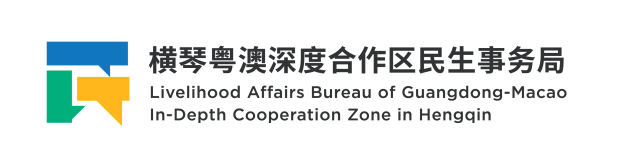 横琴粤澳深度合作区民生事务局
Livelihood Affairs Bureau of Guangdong-Macao
In-Depth Cooperation Zone in Hengqin